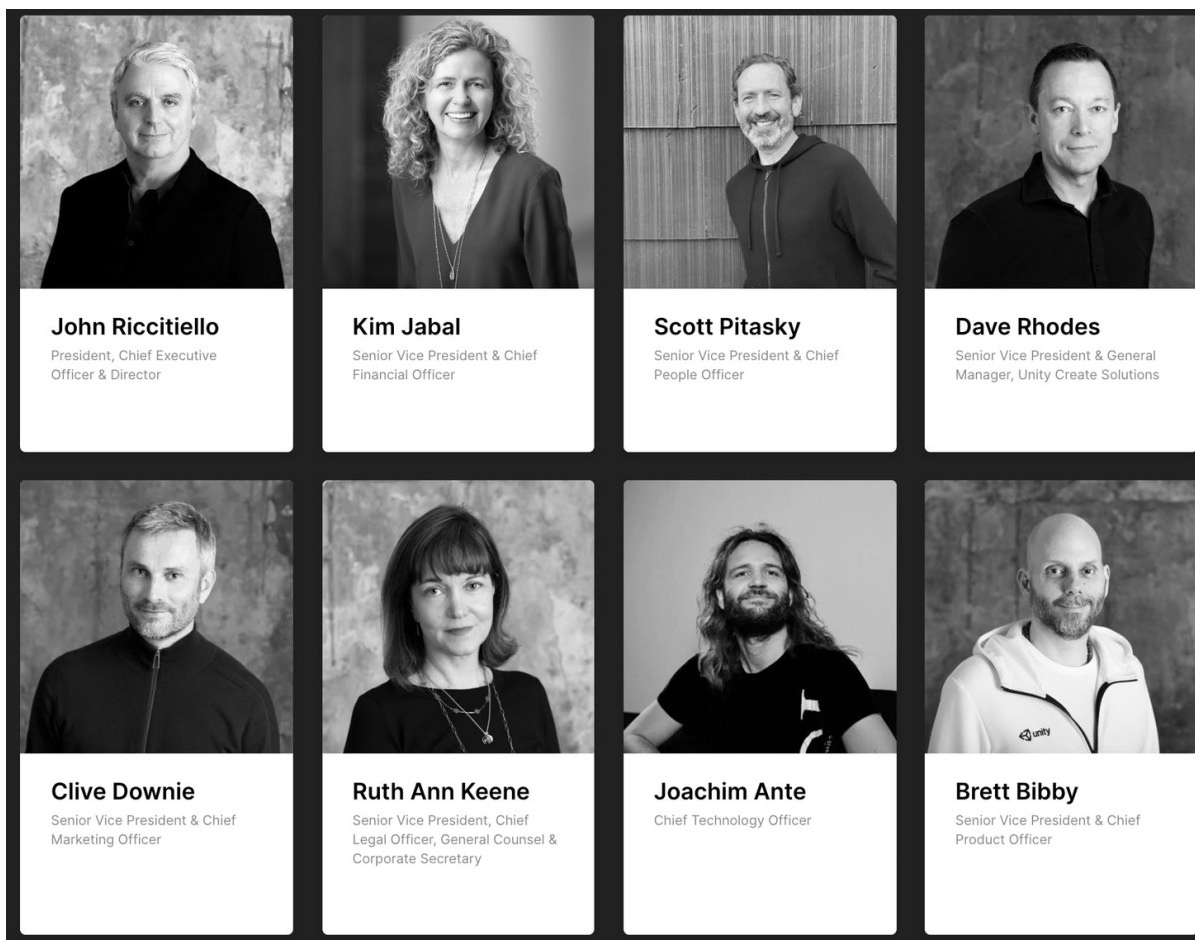 John Riccitiello
President, Chief Executive
Officer & Director
Kim Jabal
Senior Vice President & Chief
Financial Officer
Scott Pitasky
Senior Vice President & Chief
People Officer
Dave Rhodes
Senior Vice President & General
Manager, Unity Create Solutions
unity
Clive Downie
Senior Vice President & Chief
Marketing Officer
Ruth Ann Keene
Senior Vice President, Chief
Legal Officer, General Counsel &
Corporate Secretary
Joachim Ante
Chief Technology Officer
Brett Bibby
Senior Vice President & Chief
Product Officer